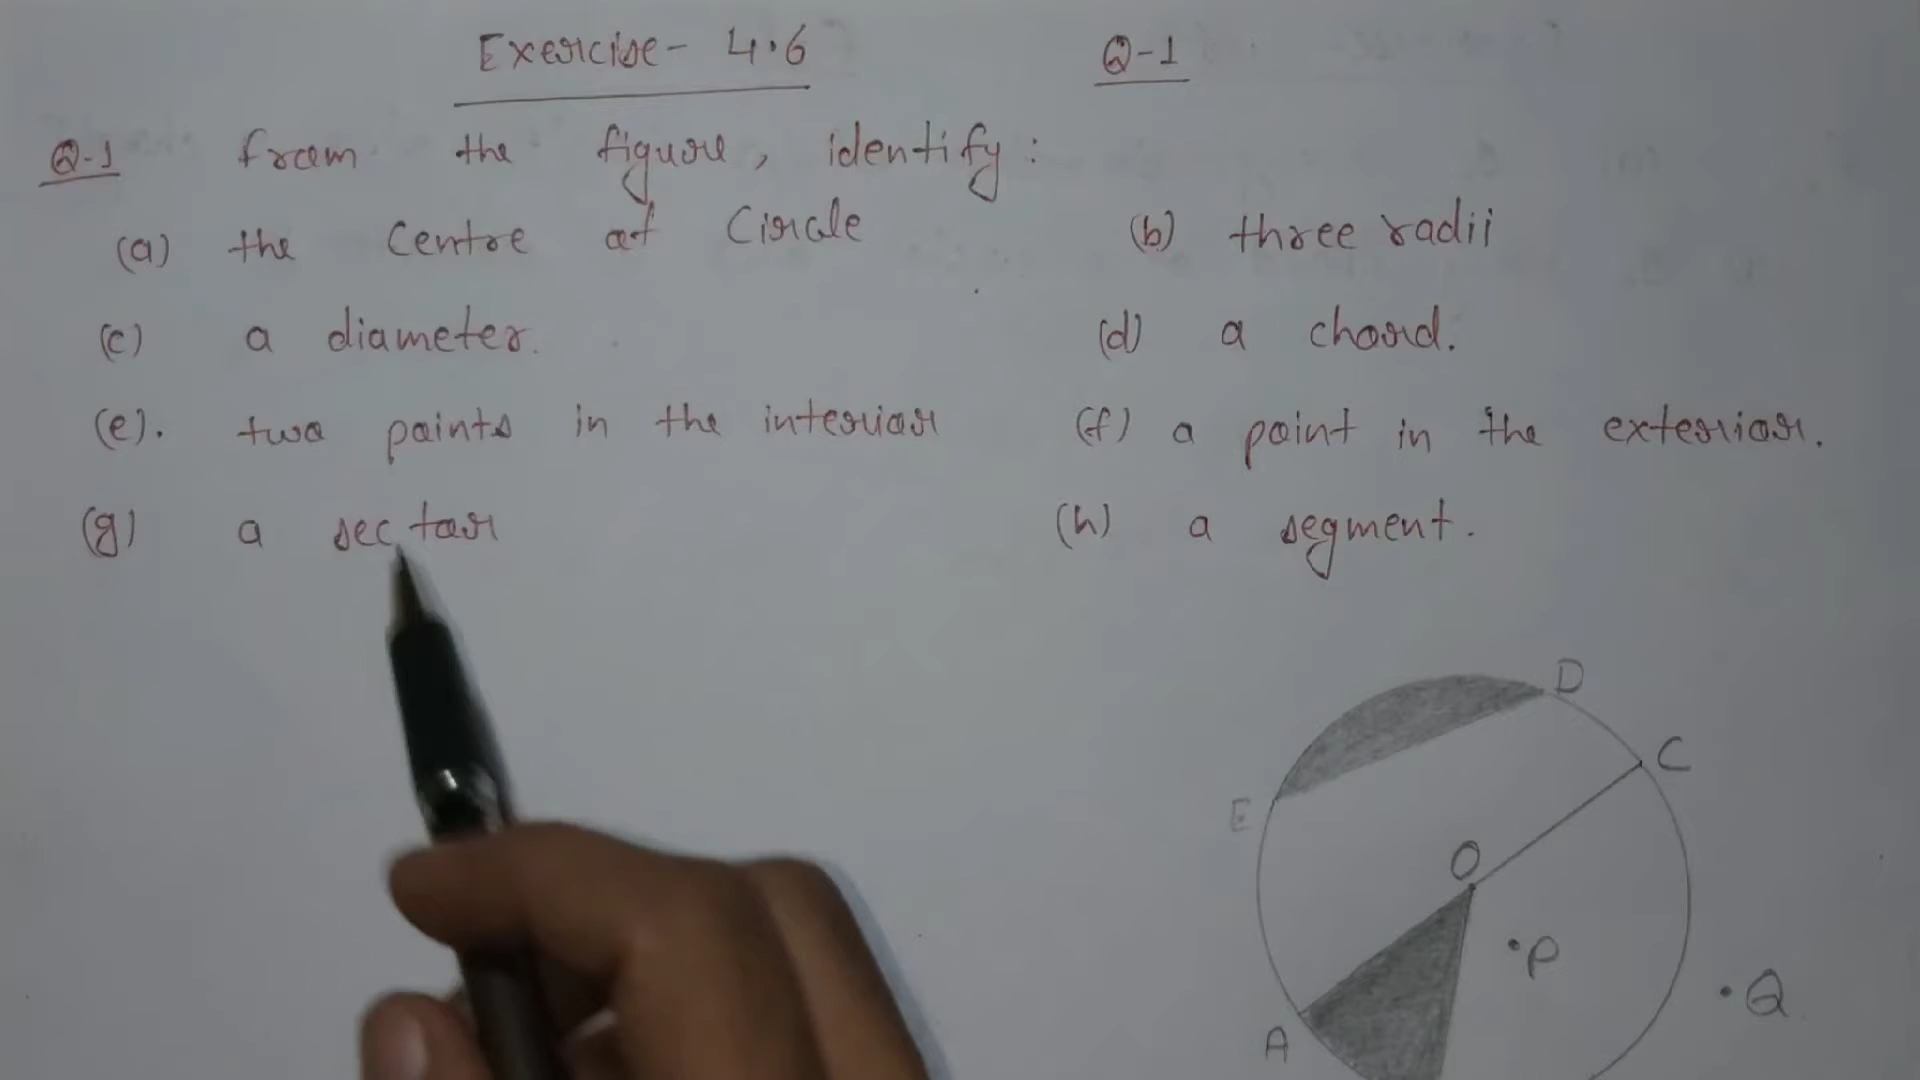 Exercise- 4.6 Q-1
Q-1 from the figure, identify:
(a) the Centre of Circle (b) three radii
(c) a diameter. (d) a chord.
(e). two points in the interior (f) a point in the exterior.
(g) a sector (h) a segment.
D
C
E
O
P
Q
A